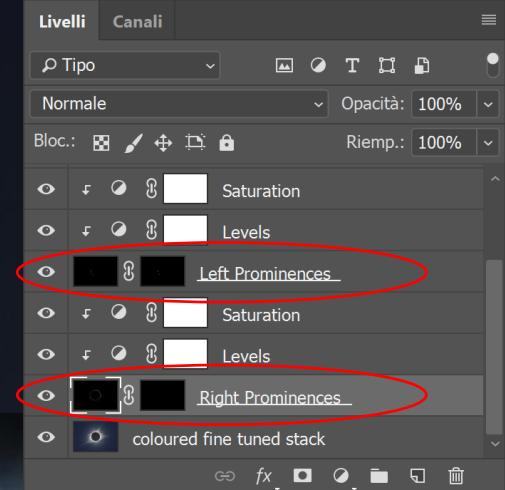 Livelli Canali
Tipo
Normale Opacità: 100%
Bloc.: Riemp.: 100%
Saturation
Levels
Left Prominences
Saturation
Levels
Right Prominences
coloured fine tuned stack
fx